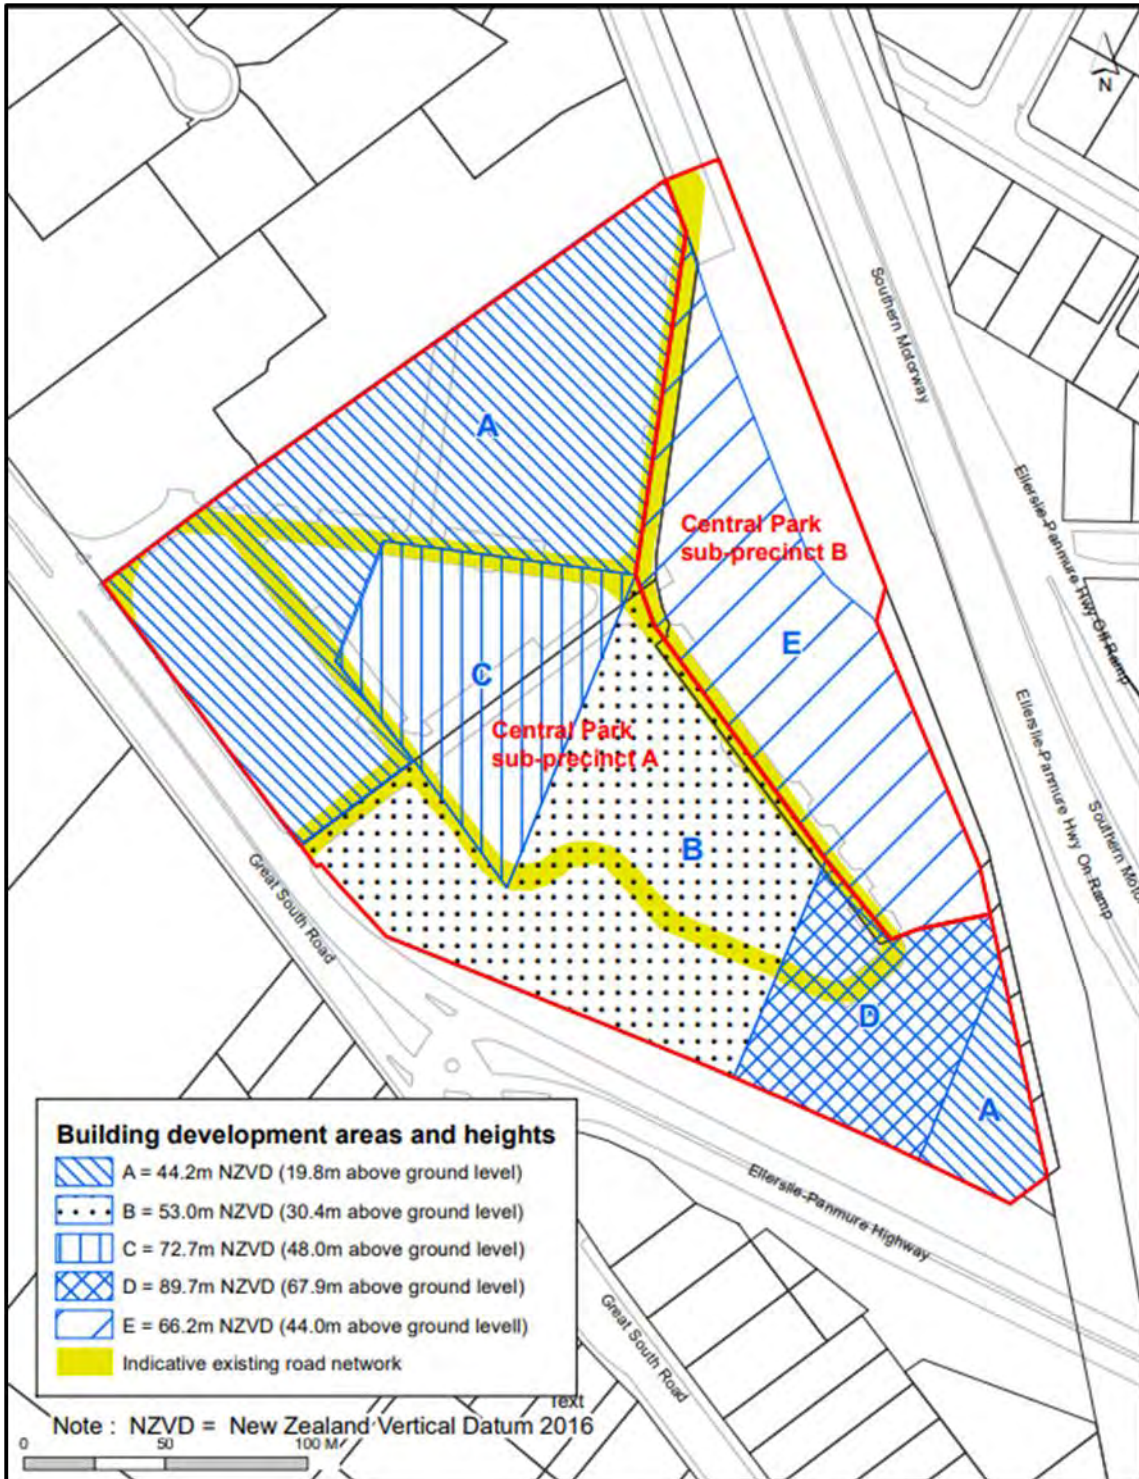 N
Southern Motorway
A
Ellerslie-Panmure Hwy Off Ramp
Central Park
sub-precinct B
E
C
Central Park
sub-precinct A
Ellerslie-Panmure Hwy On Ramp
Southern Moto
B
Great South Road
D
A
Building development areas and heights
A = 44.2m NZVD (19.8m above ground level)
B = 53.0m NZVD (30.4m above ground level)
C = 72.7m NZVD (48.0m above ground level)
D = 89.7m NZVD (67.9m above ground level)
E = 66.2m NZVD (44.0m above ground levell)
Indicative existing road network
Ellerslie-Panmure Highway
Great South Road
Text
Note : NZVD = New Zealand Vertical Datum 2016
0 50 100 M